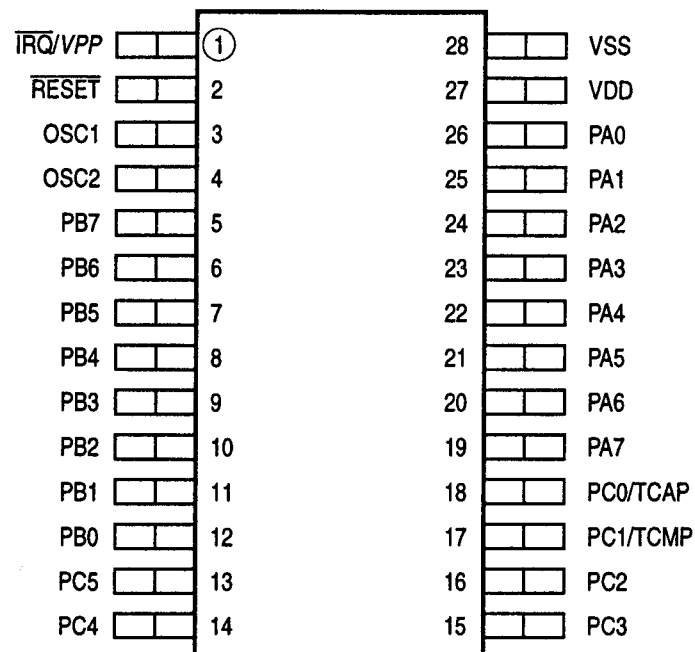 IRQ/VPP 1 28 VSS
RESET 2 27 VDD
OSC1 3 26 PA0
OSC2 4 25 PA1
PB7 5 24 PA2
PB6 6 23 PA3
PB5 7 22 PA4
PB4 8 21 PA5
PB3 9 20 PA6
PB2 10 19 PA7
PB1 11 18 PC0/TCAP
PB0 12 17 PC1/TCMP
PC5 13 16 PC2
PC4 14 15 PC3